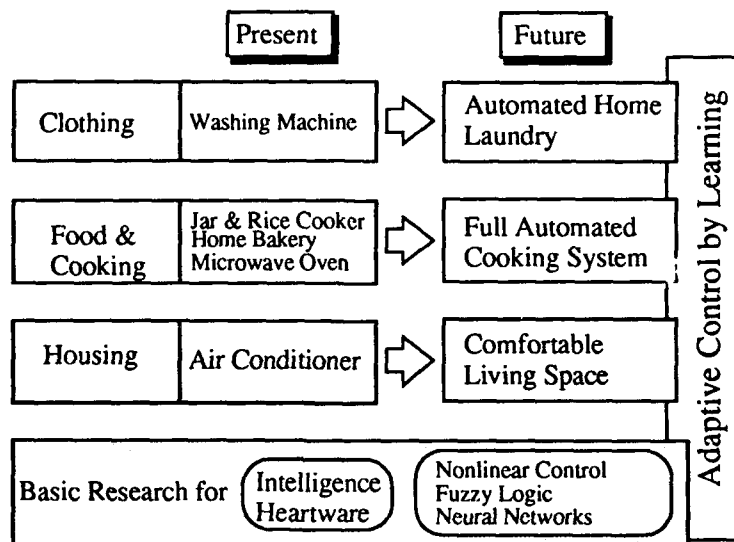 Present
Future
Clothing
Washing Machine
Automated Home
Laundry
Food &
Cooking
Jar & Rice Cooker
Home Bakery
Microwave Oven
Full Automated
Cooking System
Housing
Air Conditioner
Comfortable
Living Space
Adaptive Control by Learning
Basic Research for
Intelligence
Heartware
Nonlinear Control
Fuzzy Logic
Neural Networks